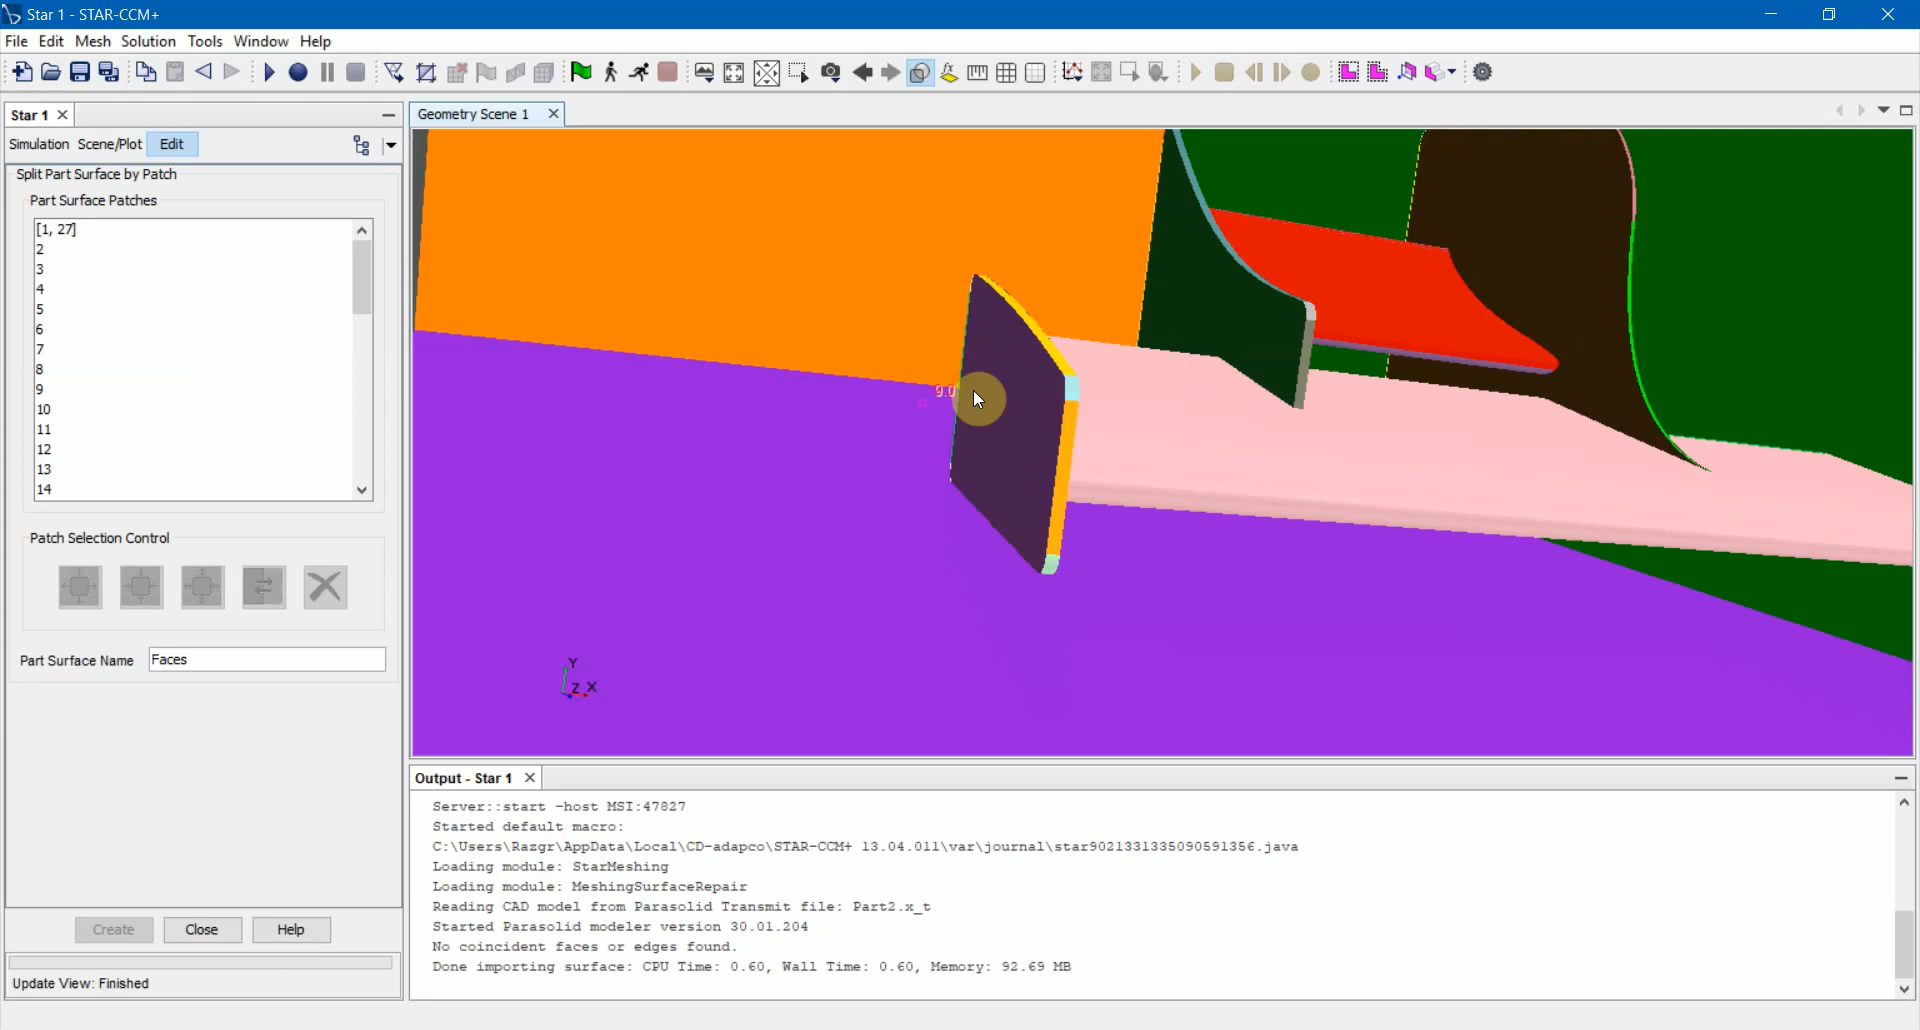 Star 1 - STAR-CCM+
File Edit Mesh Solution Tools Window Help
Star 1
Geometry Scene 1
Simulation Scene/Plot Edit
Split Part Surface by Patch
Part Surface Patches
[1, 27]
2
3
4
5
6
7
8
9
10
11
12
13
14
Patch Selection Control
Part Surface Name Faces
9.0
Y
Z X
Output - Star 1
Server::start -host MSI:47827
Started default macro:
C:\Users\Razgr\AppData\Local\CD-adapco\STAR-CCM+ 13.04.011\var\journal\star9021331335090591356.java
Loading module: StarMeshing
Loading module: MeshingSurfaceRepair
Reading CAD model from Parasolid Transmit file: Part2.x_t
Started Parasolid modeler version 30.01.204
No coincident faces or edges found.
Done importing surface: CPU Time: 0.60, Wall Time: 0.60, Memory: 92.69 MB
Create Close Help
Update View: Finished